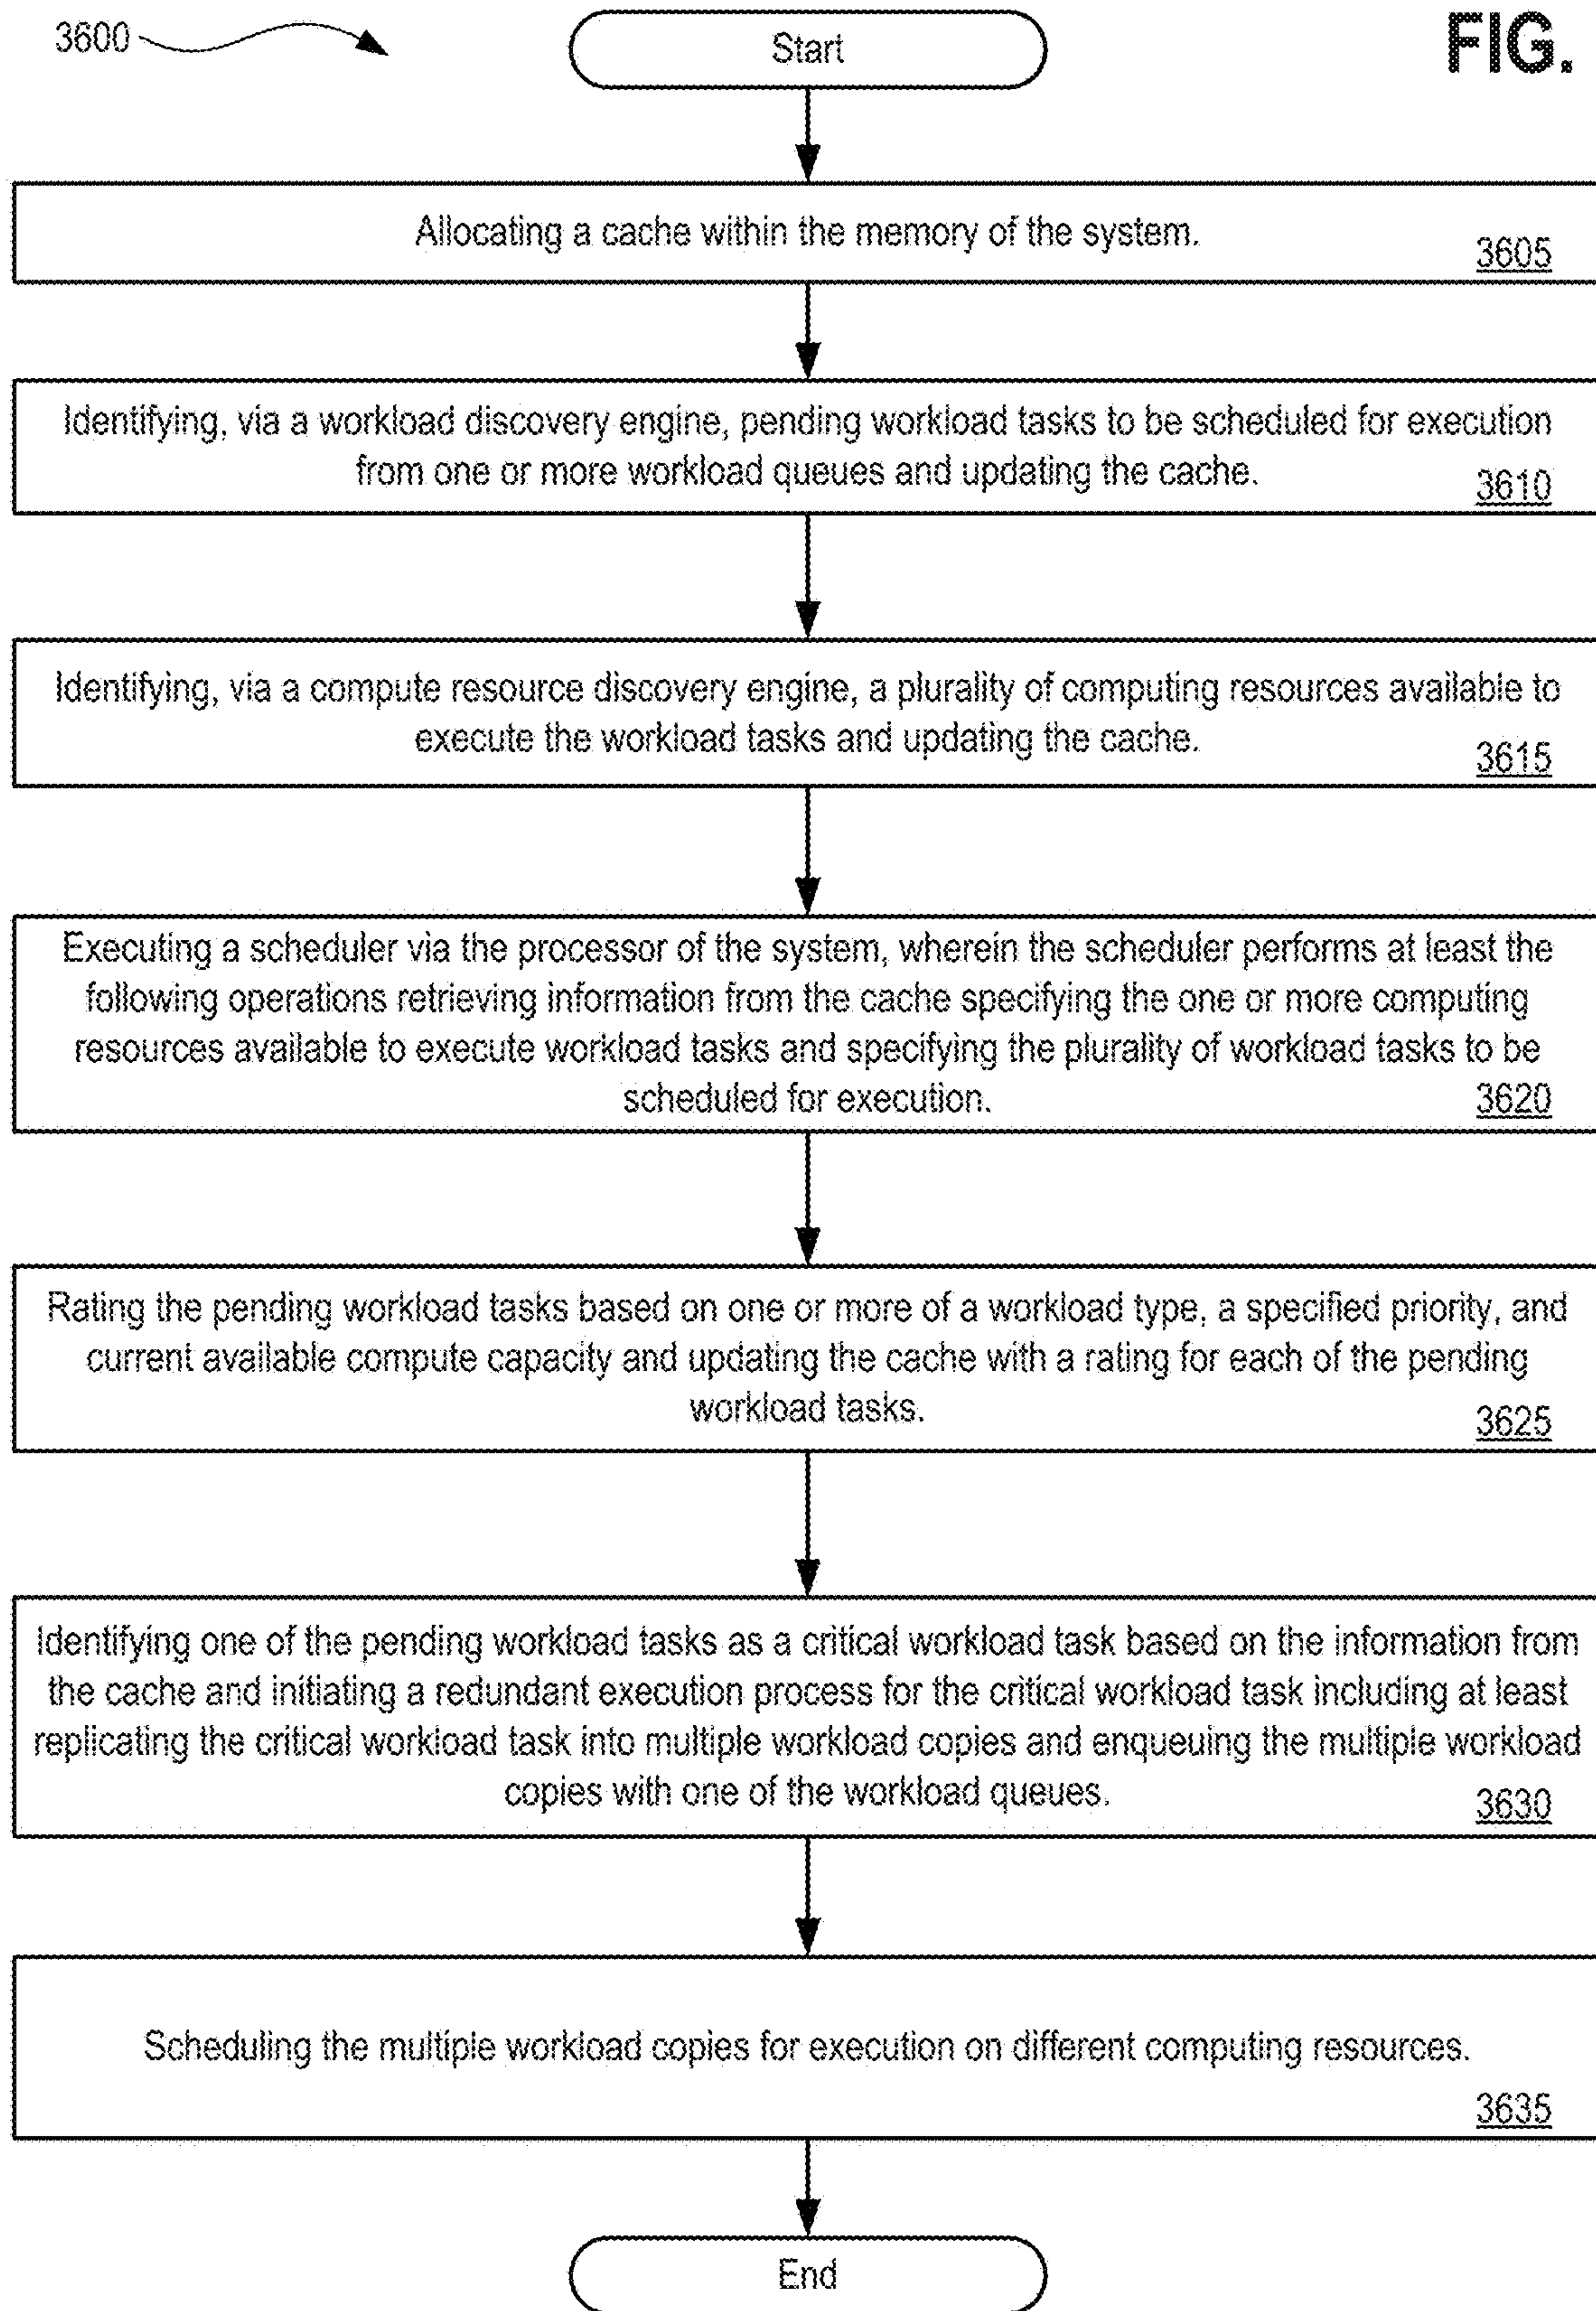 3600
Start
FIG.
Allocating a cache within the memory of the system.
3605
Identifying, via a workload discovery engine, pending workload tasks to be scheduled for execution
from one or more workload queues and updating the cache.
3610
Identifying, via a compute resource discovery engine, a plurality of computing resources available to
execute the workload tasks and updating the cache.
3615
Executing a scheduler via the processor of the system, wherein the scheduler performs at least the
following operations retrieving information from the cache specifying the one or more computing
resources available to execute workload tasks and specifying the plurality of workload tasks to be
scheduled for execution.
3620
Rating the pending workload tasks based on one or more of a workload type, a specified priority, and
current available compute capacity and updating the cache with a rating for each of the pending
workload tasks.
3625
Identifying one of the pending workload tasks as a critical workload task based on the information from
the cache and initiating a redundant execution process for the critical workload task including at least
replicating the critical workload task into multiple workload copies and enqueuing the multiple workload
copies with one of the workload queues.
3630
Scheduling the multiple workload copies for execution on different computing resources.
3635
End